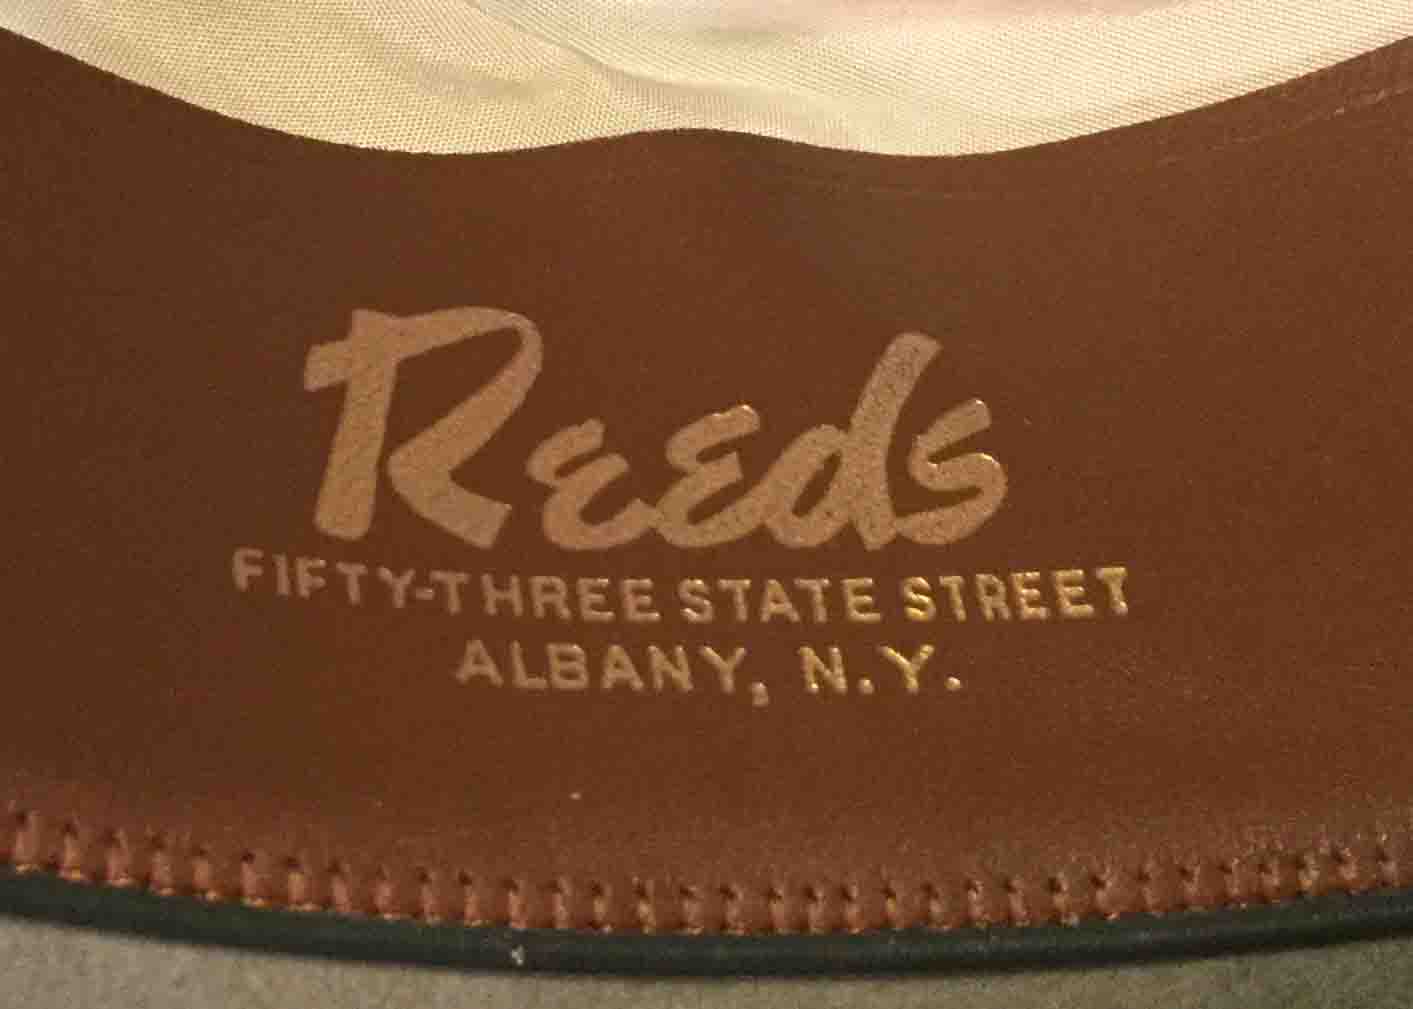 Reeds
FIFTY-THREE STATE STREET
ALBANY, N.Y.